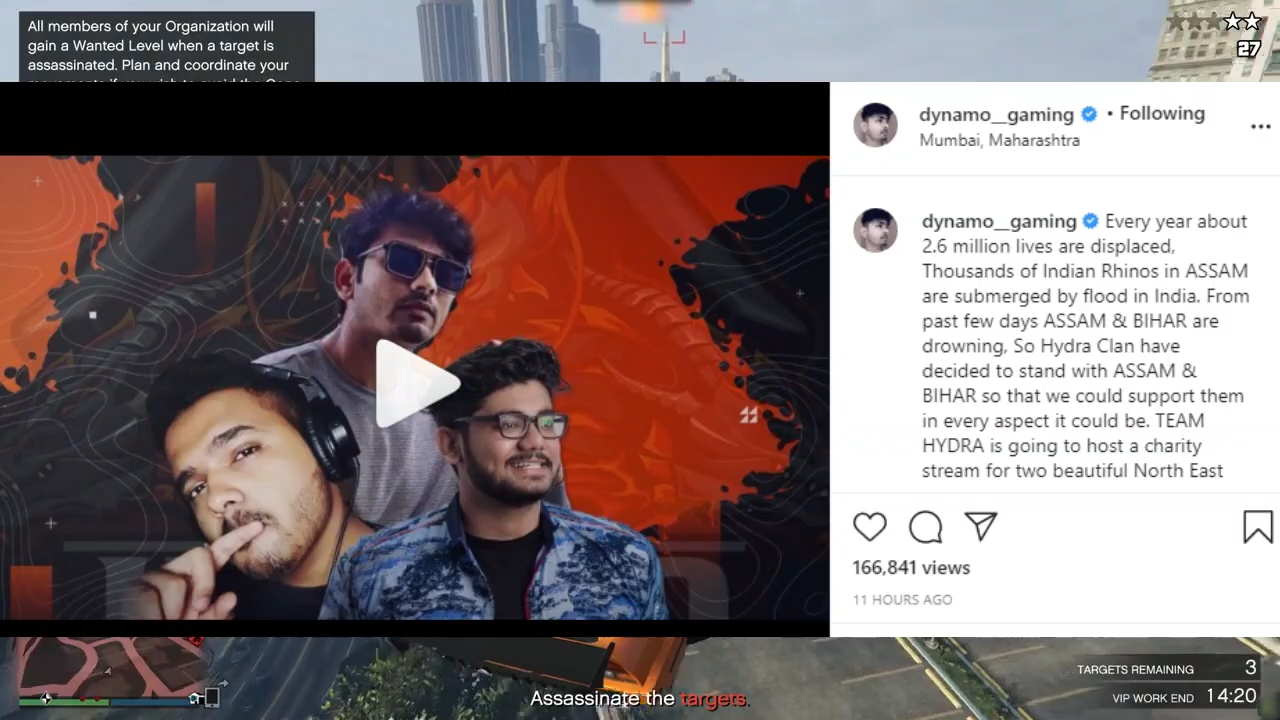 All members of your Organization will
gain a Wanted Level when a target is
assassinated. Plan and coordinate your
27
dynamo__gaming • Following
Mumbai, Maharashtra
dynamo__gaming Every year about
2.6 million lives are displaced,
Thousands of Indian Rhinos in ASSAM
are submerged by flood in India. From
past few days ASSAM & BIHAR are
drowning, So Hydra Clan have
decided to stand with ASSAM &
BIHAR so that we could support them
in every aspect it could be. TEAM
HYDRA is going to host a charity
stream for two beautiful North East
166,841 views
11 HOURS AGO
Assassinate the targets.
TARGETS REMAINING 3
VIP WORK END 14:20